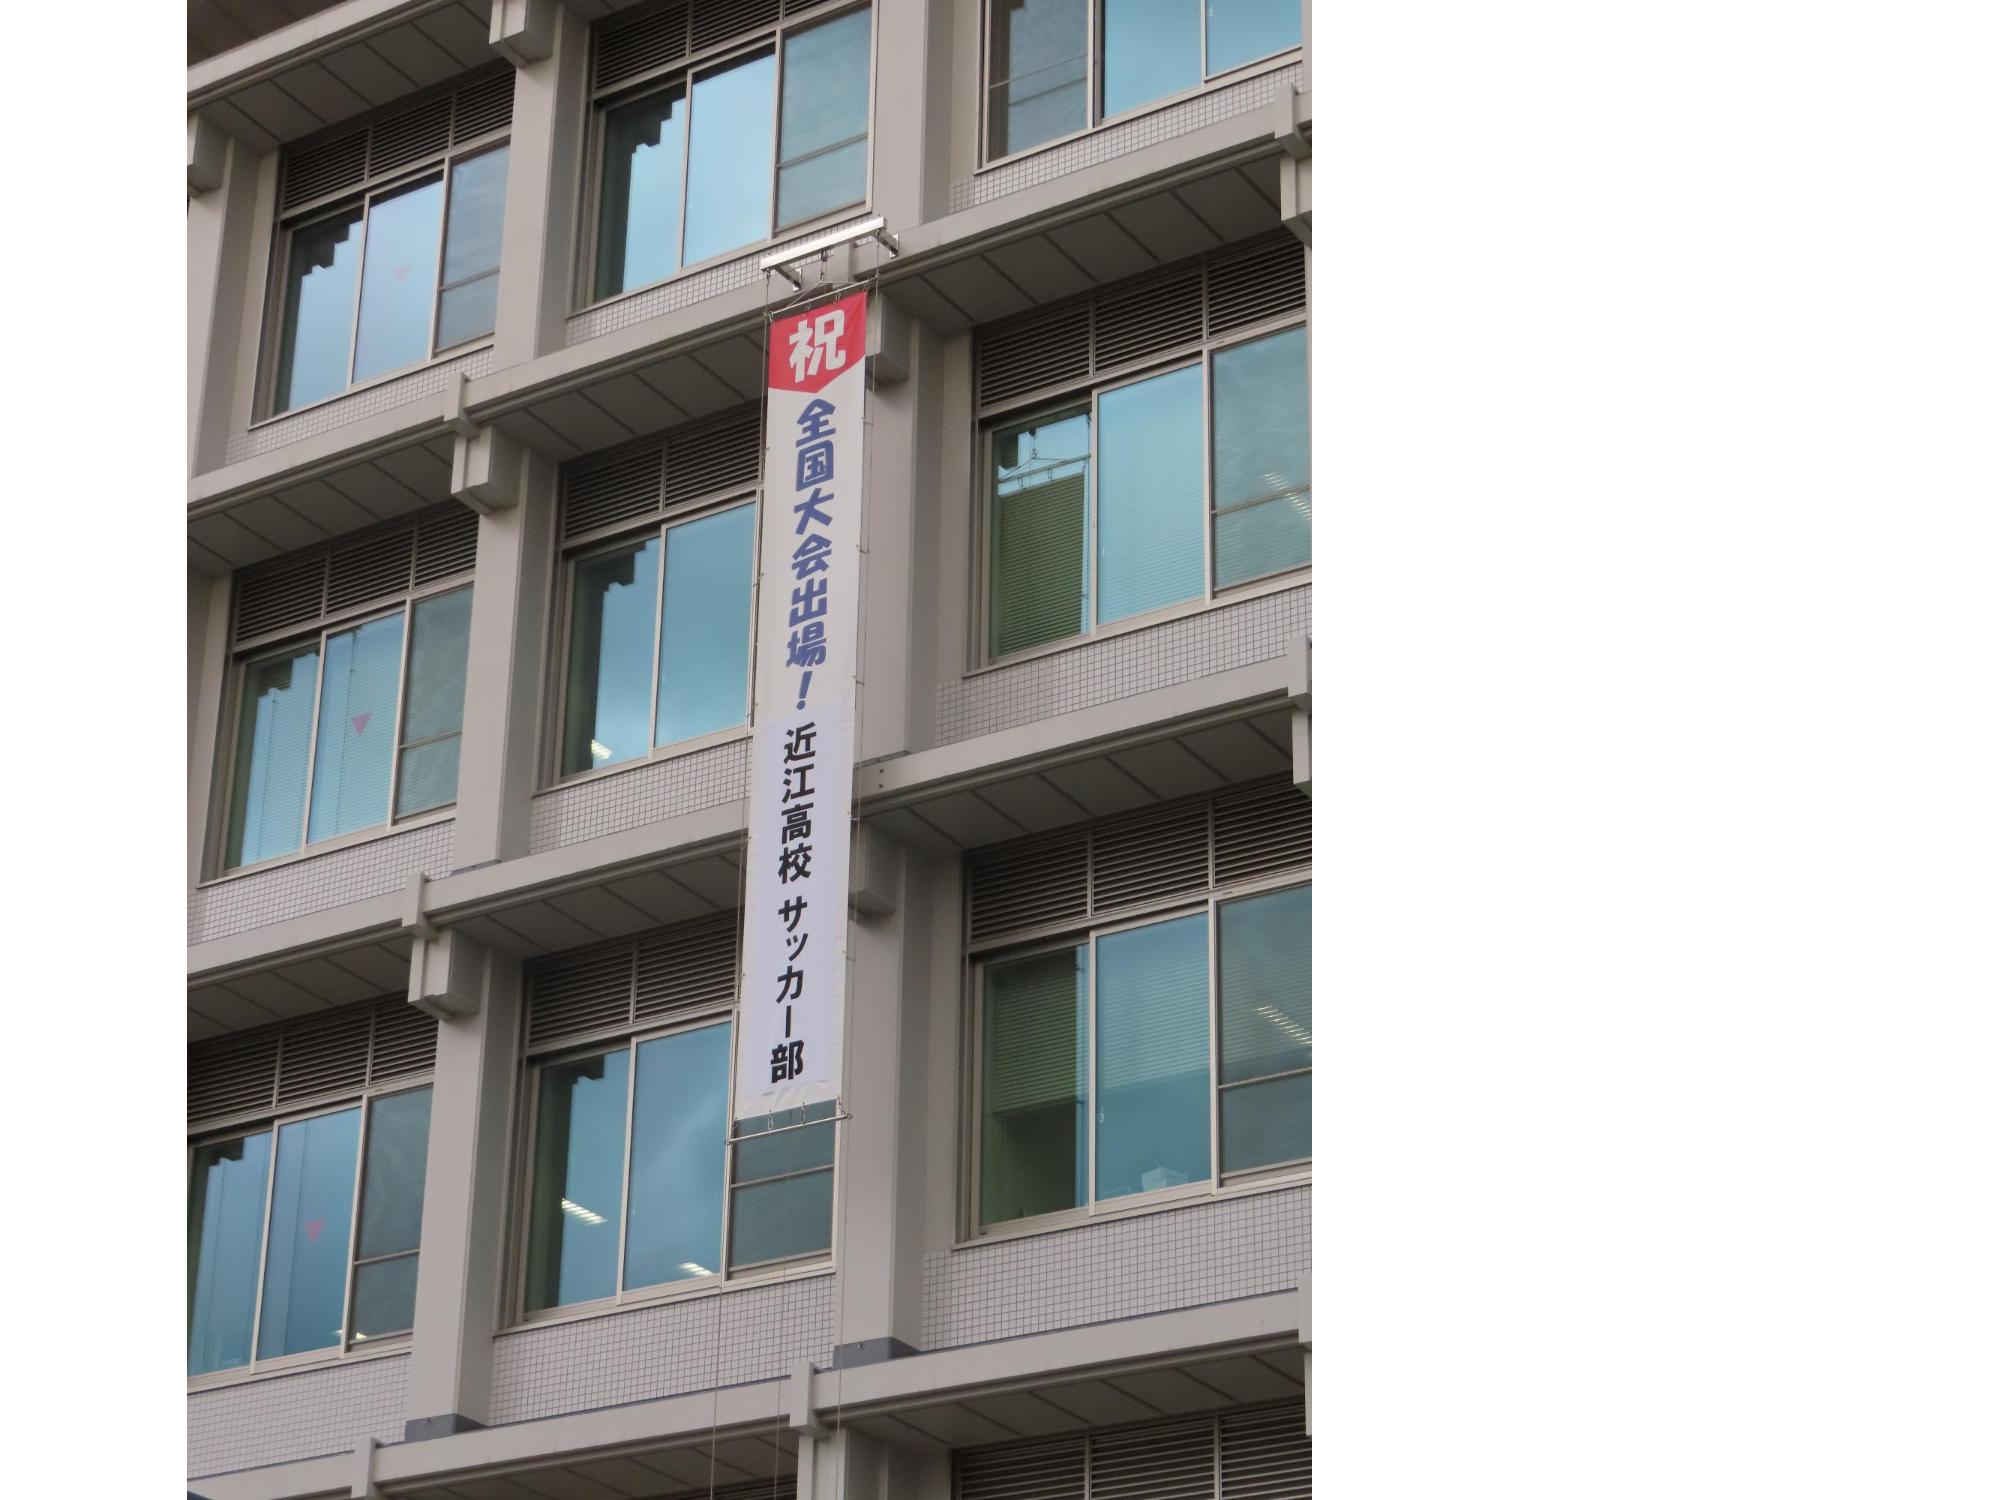 祝
全国大会出場！
近江高校 サッカー部